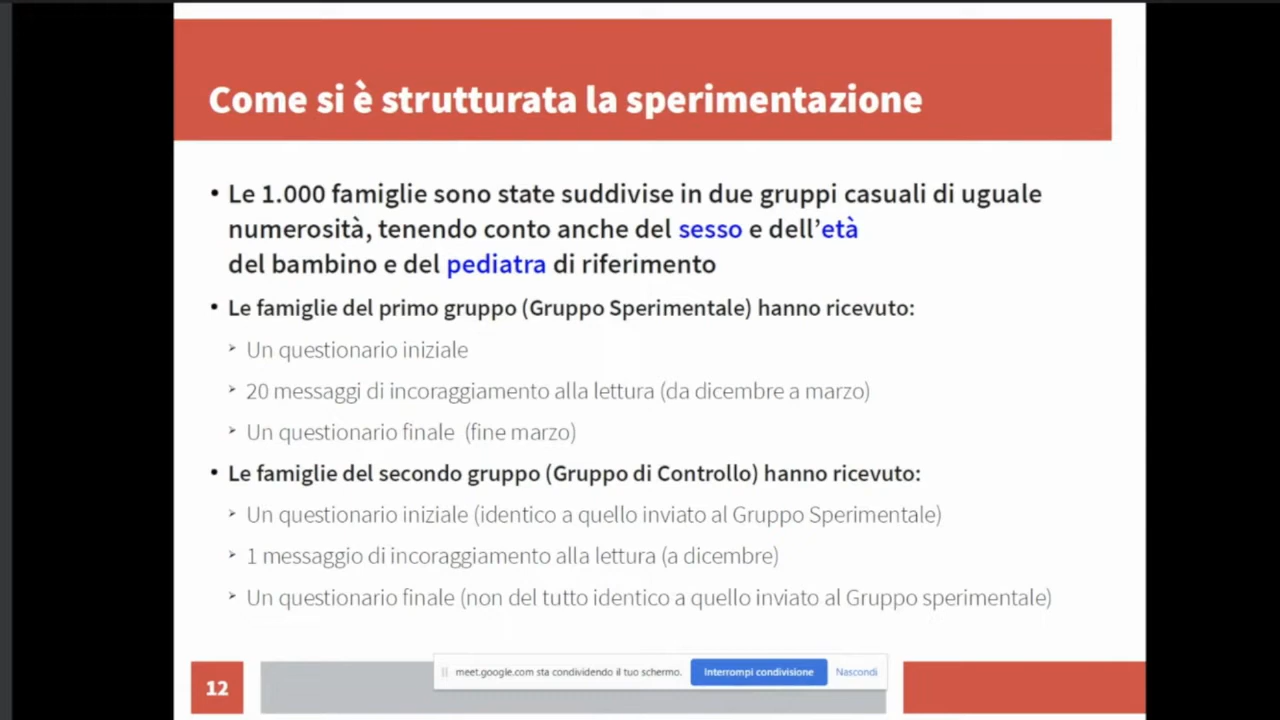 Come si è strutturata la sperimentazione
• Le 1.000 famiglie sono state suddivise in due gruppi casuali di uguale
numerosità, tenendo conto anche del sesso e dell’età
del bambino e del pediatra di riferimento
• Le famiglie del primo gruppo (Gruppo Sperimentale) hanno ricevuto:
➢ Un questionario iniziale
➢ 20 messaggi di incoraggiamento alla lettura (da dicembre a marzo)
➢ Un questionario finale (fine marzo)
• Le famiglie del secondo gruppo (Gruppo di Controllo) hanno ricevuto:
➢ Un questionario iniziale (identico a quello inviato al Gruppo Sperimentale)
➢ 1 messaggio di incoraggiamento alla lettura (a dicembre)
➢ Un questionario finale (non del tutto identico a quello inviato al Gruppo sperimentale)
meet.google.com sta condividendo il tuo schermo. Interrompi condivisione Nascondi
12